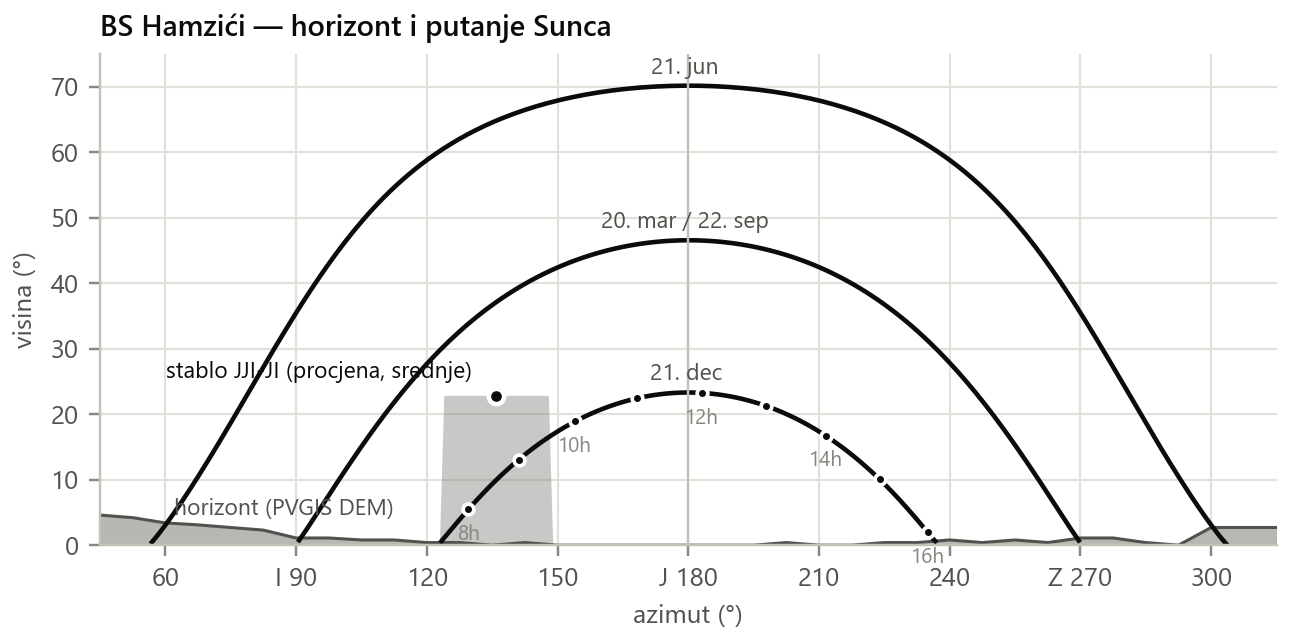 BS Hamzići — horizont i putanje Sunca
21. jun
70
60
20. mar / 22. sep
50
40
visina (°)
30
stablo JJI-JI (procjena, srednje)
21. dec
20
12h
10h
14h
10
horizont (PVGIS DEM)
8h
0
16h
60
I 90
120
150
J 180
210
240
Z 270
300
azimut (°)